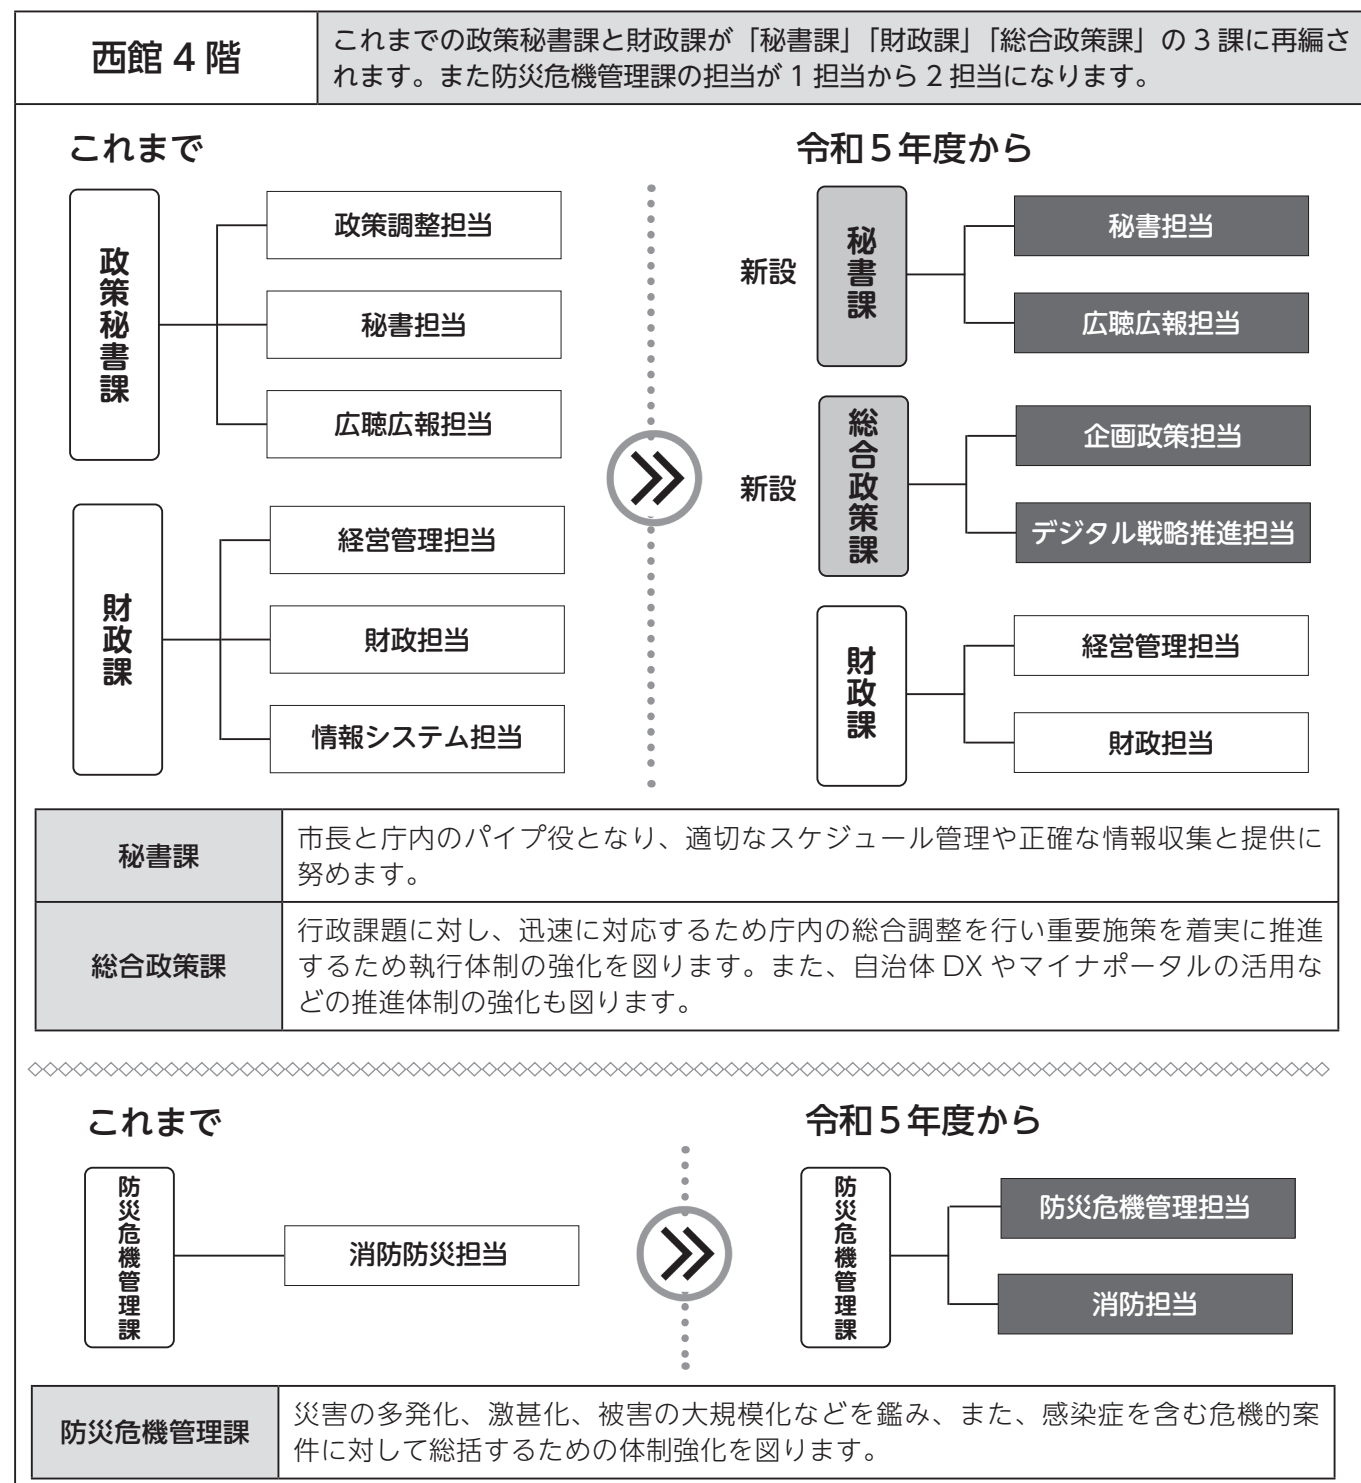 西館 4 階
これまでの政策秘書課と財政課が「秘書課」「財政課」「総合政策課」の 3 課に再編さ
れます。また防災危機管理課の担当が 1 担当から 2 担当になります。
これまで
政策秘書課
政策調整担当
秘書担当
広聴広報担当
財政課
経営管理担当
財政担当
情報システム担当
令和５年度から
新設
秘書課
秘書担当
広聴広報担当
新設
総合政策課
企画政策担当
デジタル戦略推進担当
財政課
経営管理担当
財政担当
秘書課
市長と庁内のパイプ役となり、適切なスケジュール管理や正確な情報収集と提供に
努めます。
総合政策課
行政課題に対し、迅速に対応するため庁内の総合調整を行い重要施策を着実に推進
するため執行体制の強化を図ります。また、自治体 DX やマイナポータルの活用な
どの推進体制の強化も図ります。
これまで
防災危機管理課
消防防災担当
令和５年度から
防災危機管理課
防災危機管理担当
消防担当
防災危機管理課
災害の多発化、激甚化、被害の大規模化などを鑑み、また、感染症を含む危機的案
件に対して総括するための体制強化を図ります。